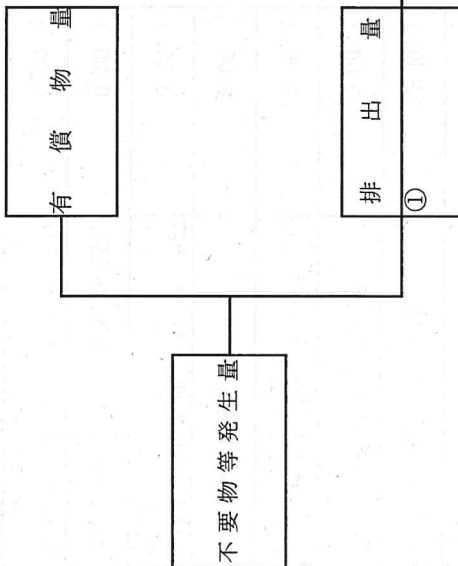 有償物量
排出量
①
不要物等発生量